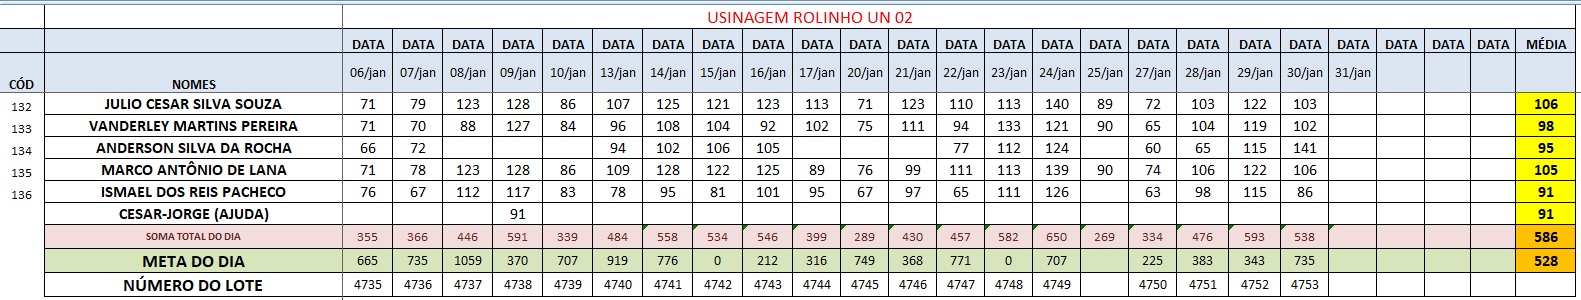 USINAGEM ROLINHO UN 02
DATA DATA DATA DATA DATA DATA DATA DATA DATA DATA DATA DATA DATA DATA DATA DATA DATA DATA DATA DATA DATA DATA DATA DATA MÉDIA
CÓD NOMES 06/jan 07/jan 08/jan 09/jan 10/jan 13/jan 14/jan 15/jan 16/jan 17/jan 20/jan 21/jan 22/jan 23/jan 24/jan 25/jan 27/jan 28/jan 29/jan 30/jan 31/jan
132 JULIO CESAR SILVA SOUZA 71 79 123 128 86 107 125 121 123 113 71 123 110 113 140 89 72 103 122 103 106
133 VANDERLEY MARTINS PEREIRA 71 70 88 127 84 96 108 104 92 102 75 111 94 133 121 90 65 104 119 102 98
134 ANDERSON SILVA DA ROCHA 66 72 94 102 106 105 77 112 124 60 65 115 141 95
135 MARCO ANTÔNIO DE LANA 71 78 123 128 86 109 128 122 125 89 76 99 111 113 139 90 74 106 122 106 105
136 ISMAEL DOS REIS PACHECO 76 67 112 117 83 78 95 81 101 95 67 97 65 111 126 63 98 115 86 91
CESAR-JORGE (AJUDA) 91 91
SOMA TOTAL DO DIA 355 366 446 591 339 484 558 534 546 399 289 430 457 582 650 269 334 476 593 538 586
META DO DIA 665 735 1059 370 707 919 776 0 212 316 749 368 771 0 707 225 383 343 735 528
NÚMERO DO LOTE 4735 4736 4737 4738 4739 4740 4741 4742 4743 4744 4745 4746 4747 4748 4749 4750 4751 4752 4753